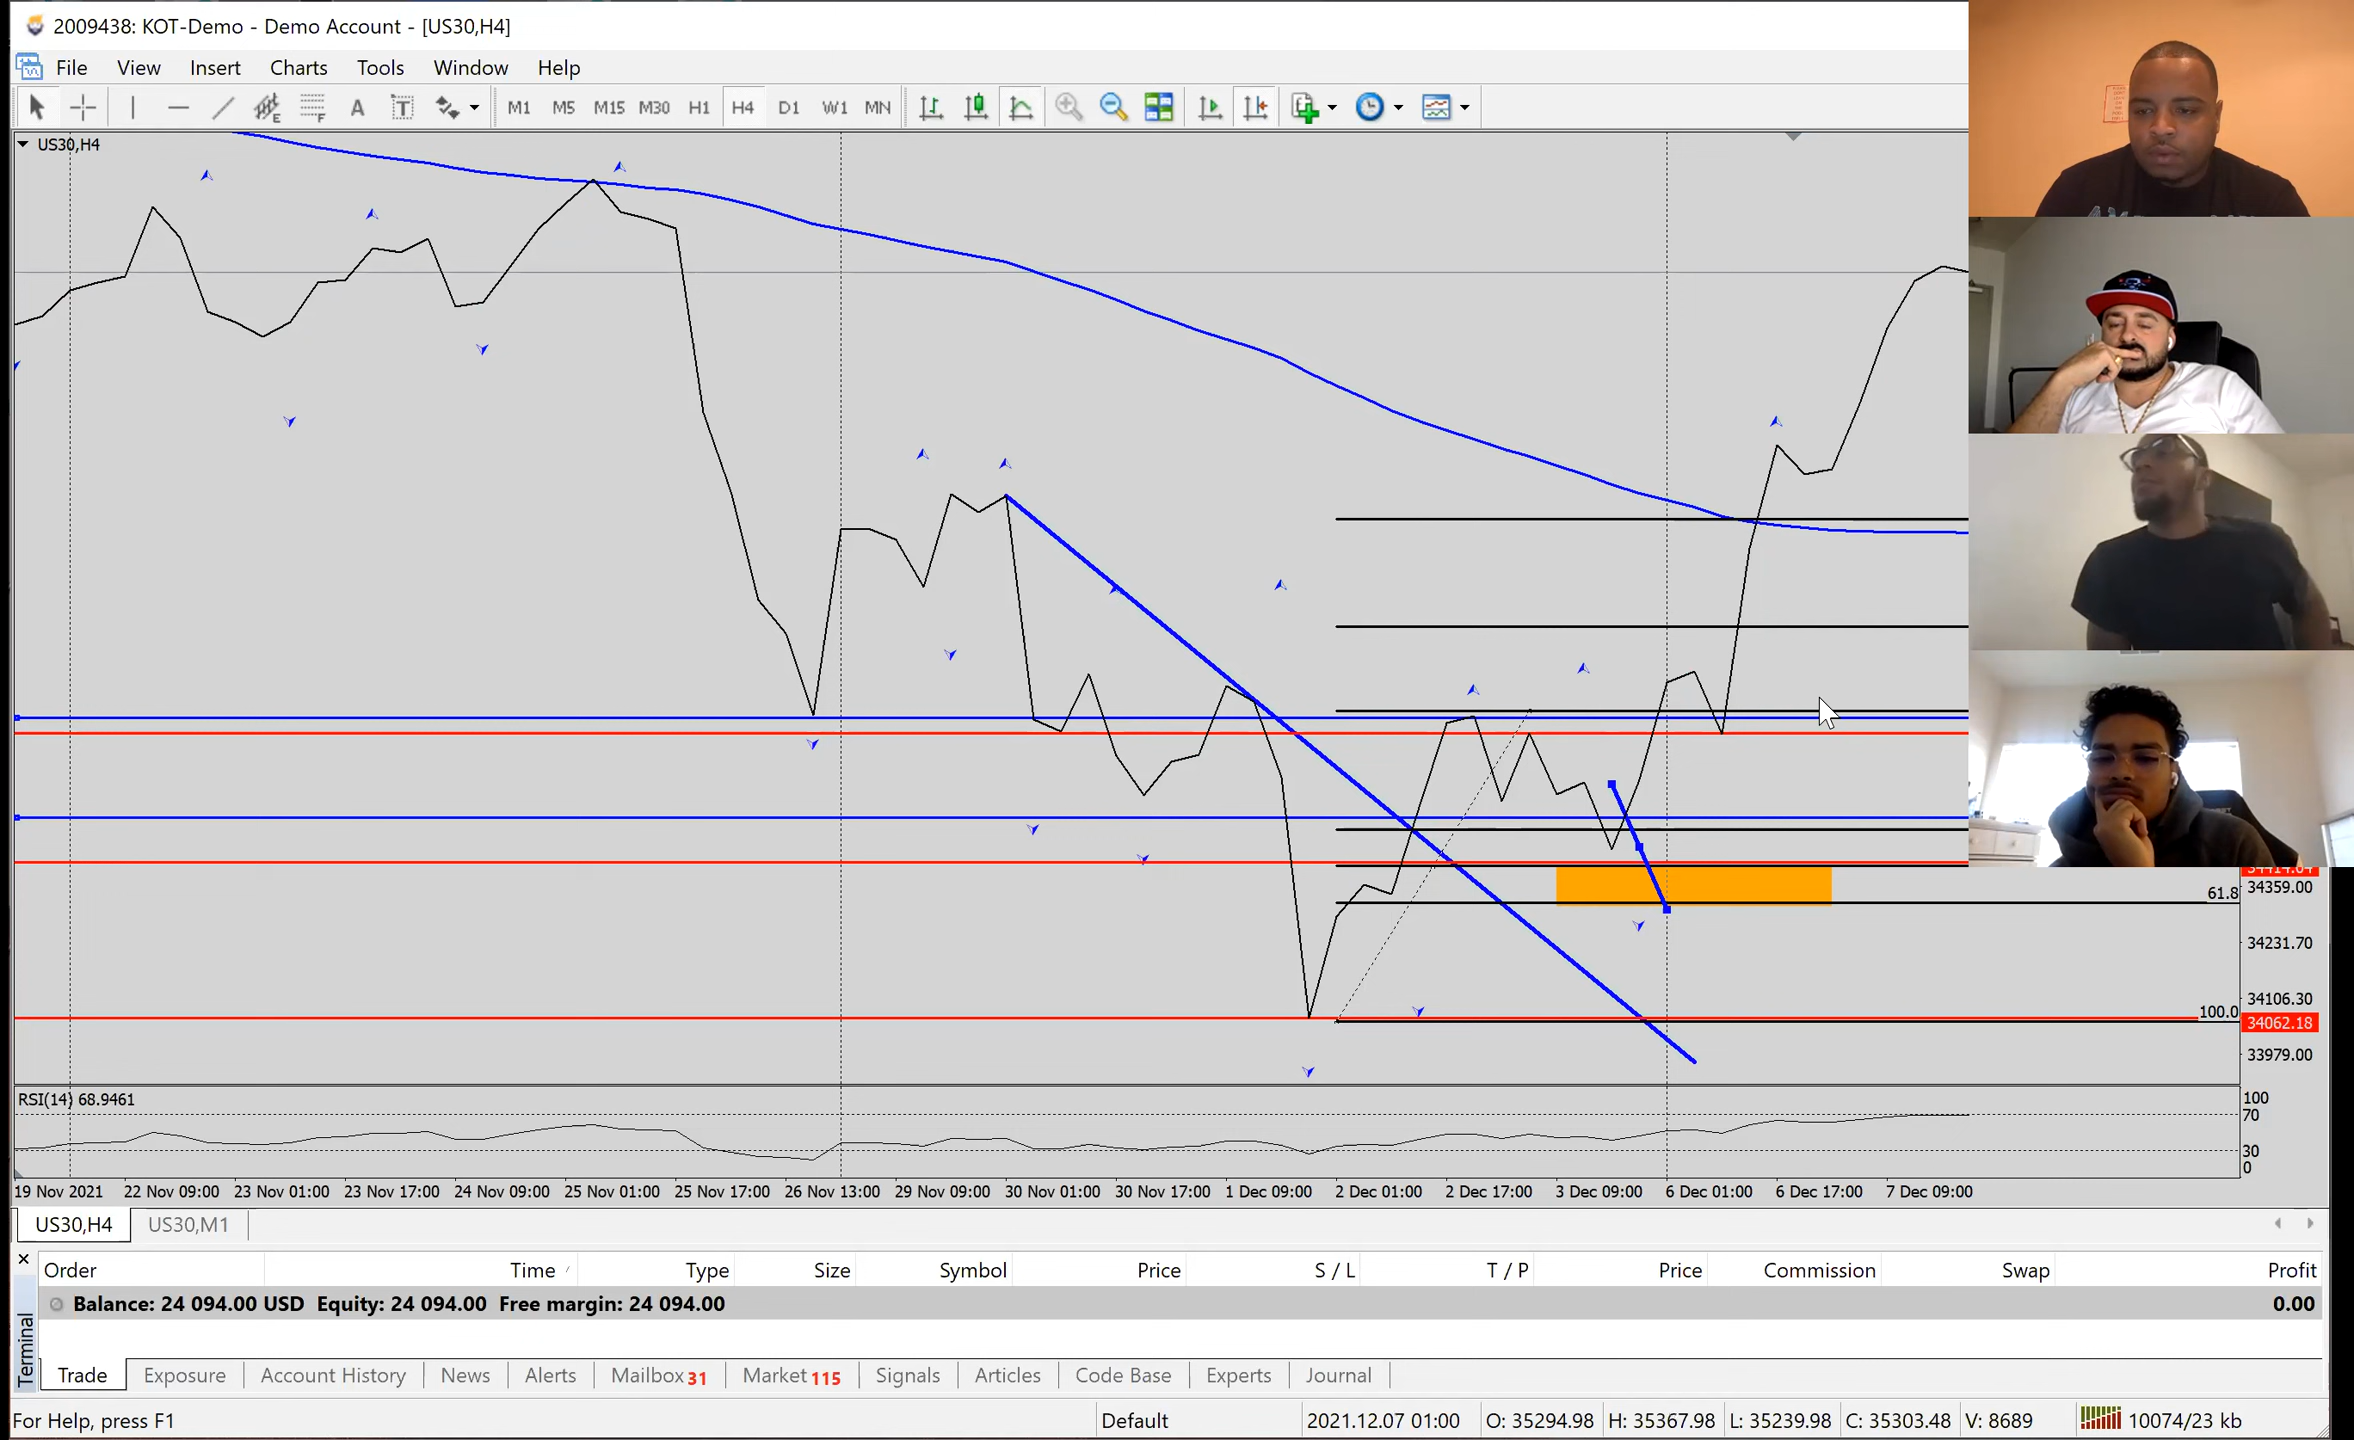 2009438: KOT-Demo - Demo Account - [US30,H4]
File View Insert Charts Tools Window Help
A T M1 M5 M15 M30 H1 H4 D1 W1 MN
US30,H4
34414.04
34359.00
61.8
34231.70
34106.30
100.0
34062.18
33979.00
RSI(14) 68.9461
100
70
30
0
19 Nov 2021 22 Nov 09:00 23 Nov 01:00 23 Nov 17:00 24 Nov 09:00 25 Nov 01:00 25 Nov 17:00 26 Nov 13:00 29 Nov 09:00 30 Nov 01:00 30 Nov 17:00 1 Dec 09:00 2 Dec 01:00 2 Dec 17:00 3 Dec 09:00 6 Dec 01:00 6 Dec 17:00 7 Dec 09:00
US30,H4 US30,M1
Order Time Type Size Symbol Price S / L T / P Price Commission Swap Profit
Balance: 24 094.00 USD Equity: 24 094.00 Free margin: 24 094.00 0.00
Terminal
Trade Exposure Account History News Alerts Mailbox 31 Market 115 Signals Articles Code Base Experts Journal
For Help, press F1 Default 2021.12.07 01:00 O: 35294.98 H: 35367.98 L: 35239.98 C: 35303.48 V: 8689 10074/23 kb